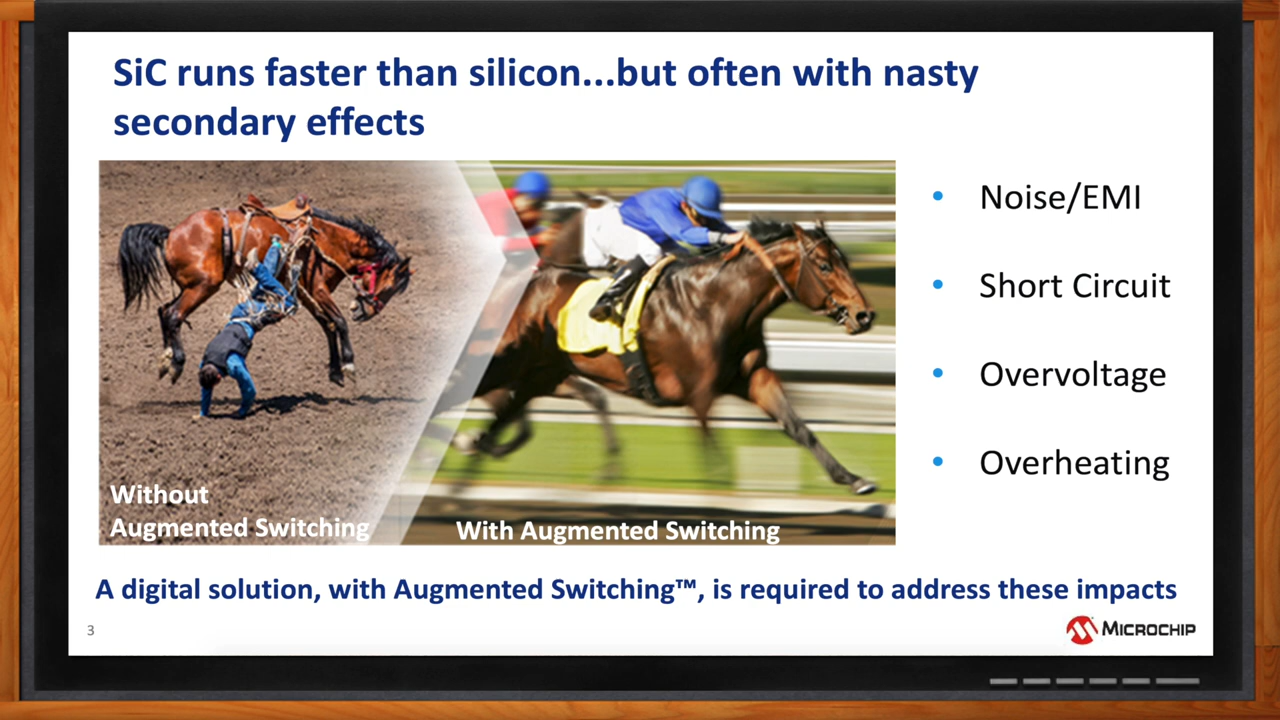 SiC runs faster than silicon...but often with nasty
secondary effects
Without
Augmented Switching
With Augmented Switching
• Noise/EMI
• Short Circuit
• Overvoltage
• Overheating
A digital solution, with Augmented Switching™, is required to address these impacts
3
MICROCHIP